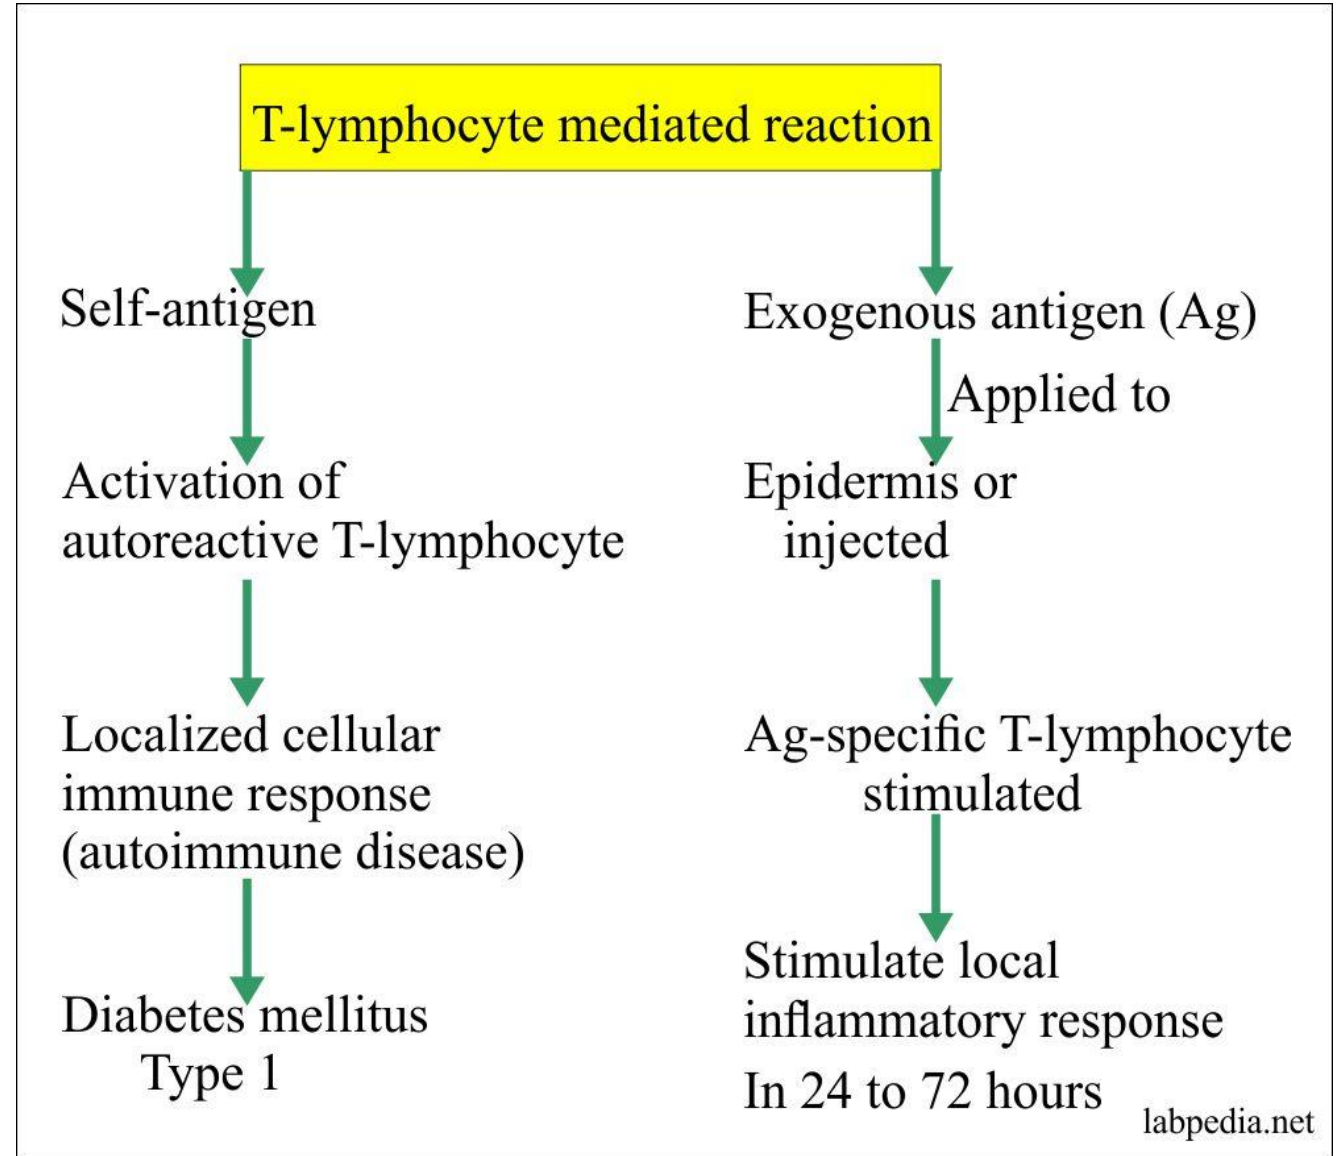 T-lymphocyte mediated reaction
Self-antigen
Activation of
autoreactive T-lymphocyte
Localized cellular
immune response
(autoimmune disease)
Diabetes mellitus
Type 1
Exogenous antigen (Ag)
Applied to
Epidermis or
injected
Ag-specific T-lymphocyte
stimulated
Stimulate local
inflammatory response
In 24 to 72 hours
labpedia.net